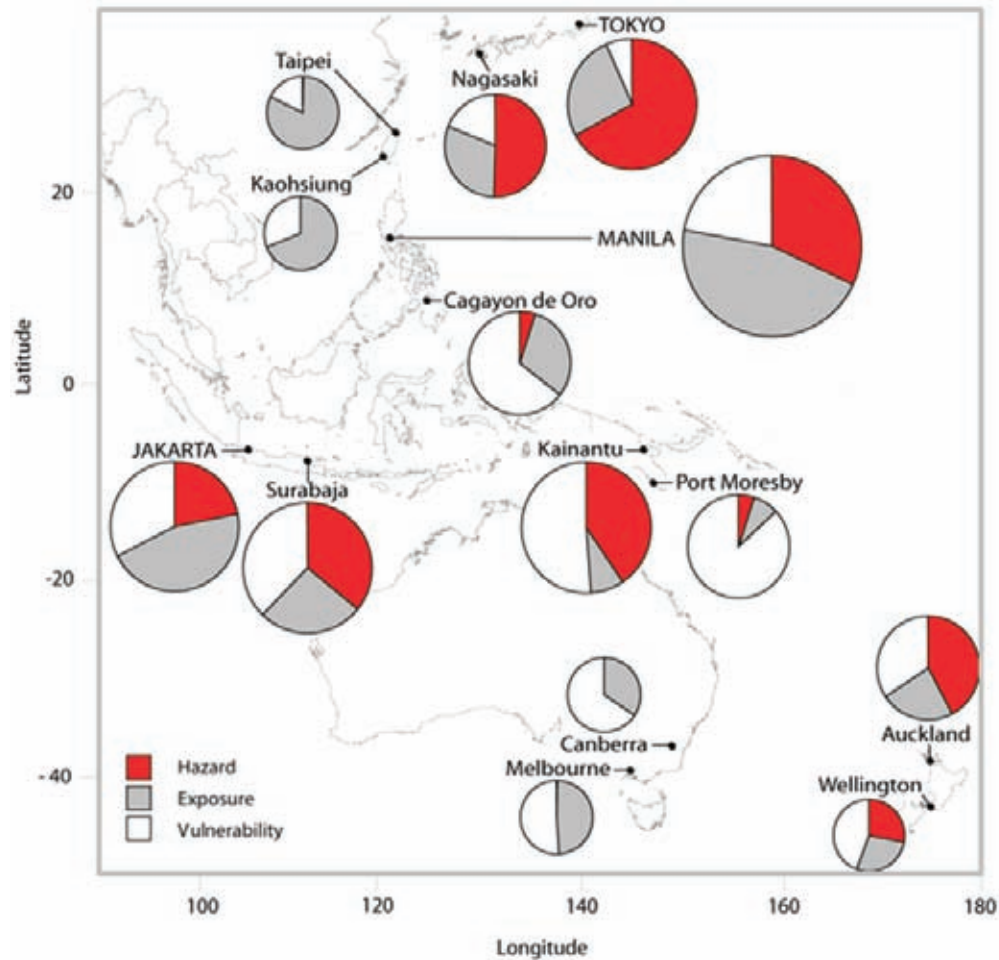 TOKYO
Taipei
Nagasaki
Kaohsiung
20
MANILA
Cagayon de Oro
Latitude
0
JAKARTA
Kainantu
Surabaja
Port Moresby
-20
Auckland
Canberra
Melbourne
Wellington
Hazard
- 40
Exposure
Vulnerability
100
120
140
160
180
Longitude